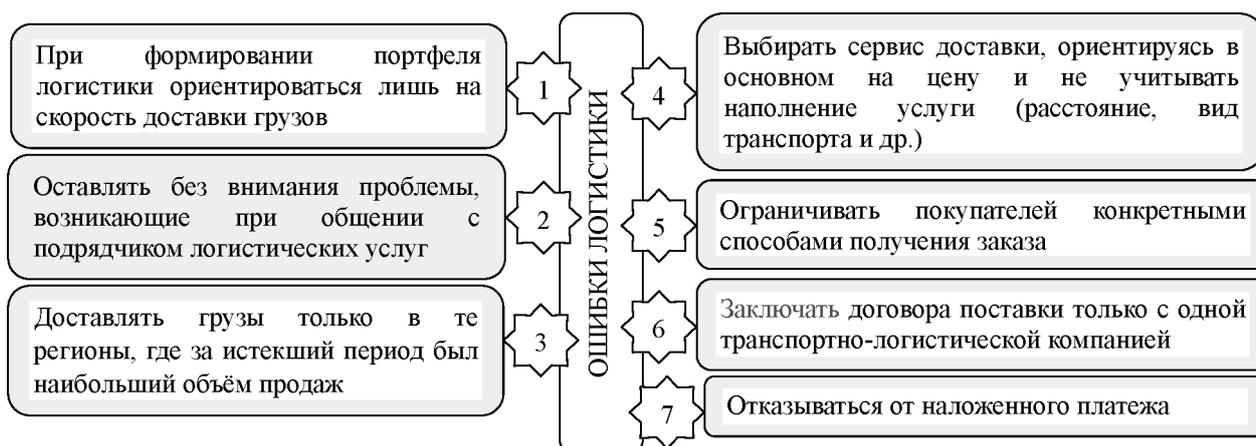 При формировании портфеля
логистики ориентироваться лишь на
скорость доставки грузов
1
Оставлять без внимания проблемы,
возникающие при общении с
подрядчиком логистических услуг
2
Доставлять грузы только в те
регионы, где за истекший период был
наибольший объём продаж
3
ОШИБКИ ЛОГИСТИКИ
4
Выбирать сервис доставки, ориентируясь в
основном на цену и не учитывать
наполнение услуги (расстояние, вид
транспорта и др.)
5
Ограничивать покупателей конкретными
способами получения заказа
6
Заключать договора поставки только с одной
транспортно-логистической компанией
7
Отказываться от наложенного платежа